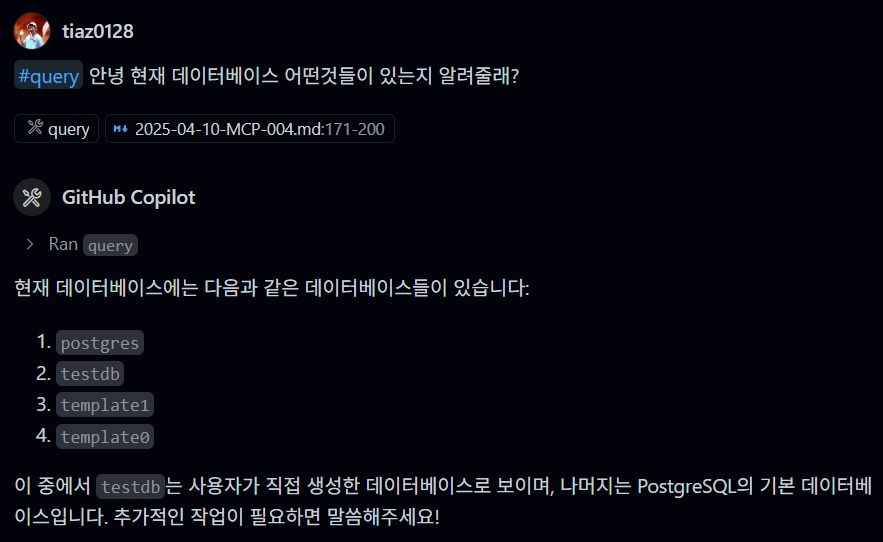 tiaz0128
#query 안녕 현재 데이터베이스 어떤것들이 있는지 알려줄래?
query 2025-04-10-MCP-004.md:171-200
GitHub Copilot
Ran query
현재 데이터베이스에는 다음과 같은 데이터베이스들이 있습니다:
1. postgres
2. testdb
3. template1
4. template0
이 중에서 testdb는 사용자가 직접 생성한 데이터베이스로 보이며, 나머지는 PostgreSQL의 기본 데이터베
이스입니다. 추가적인 작업이 필요하면 말씀해주세요!